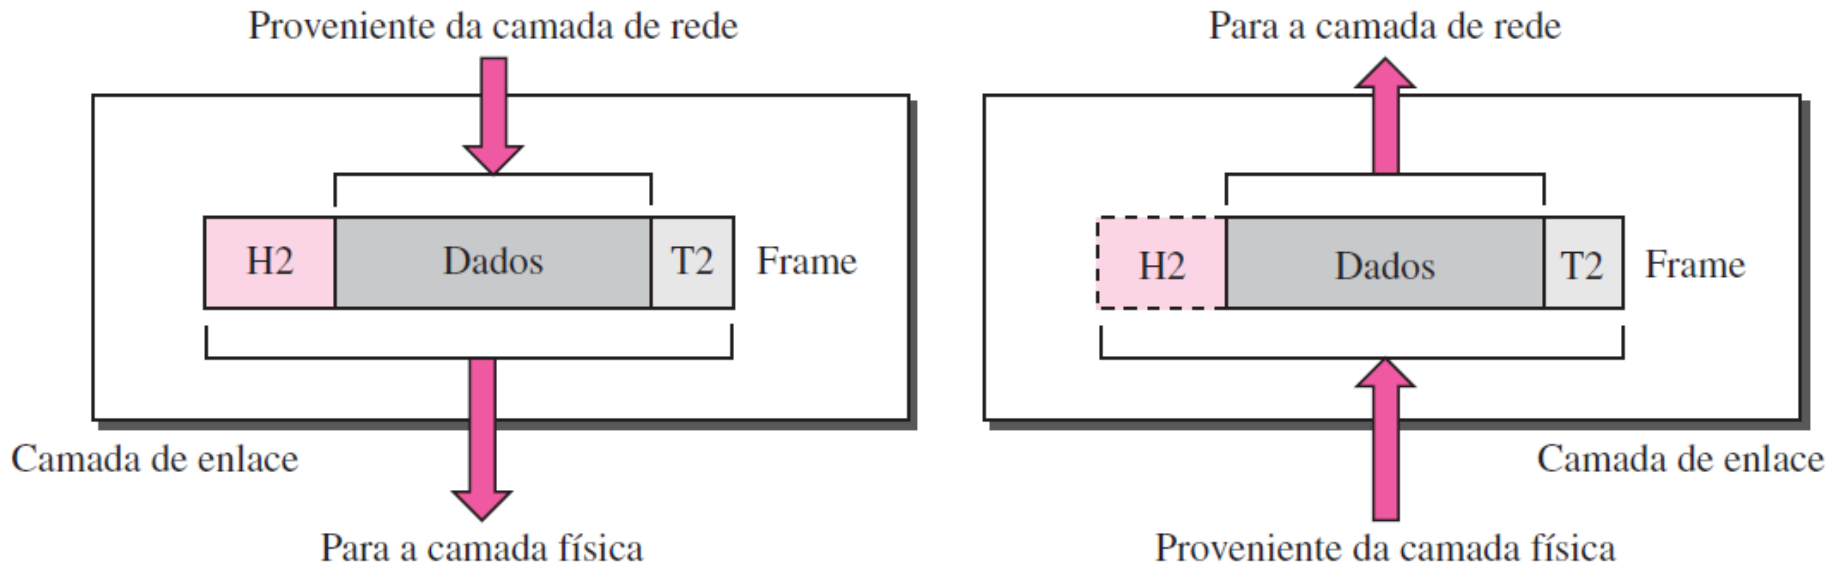 Proveniente da camada de rede
H2 Dados T2 Frame
Camada de enlace
Para a camada física
Para a camada de rede
H2 Dados T2 Frame
Camada de enlace
Proveniente da camada física